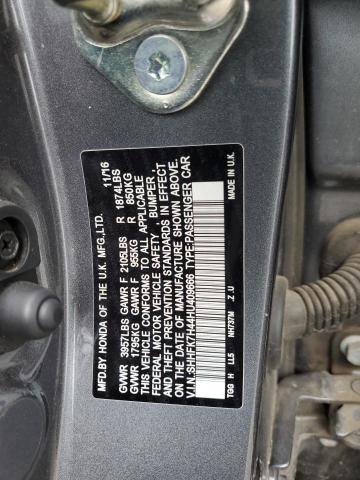 MFD.BY HONDA OF THE U.K. MFG.,LTD. 11/16
GVWR 3957LBS GAWR F 2105LBS R 1874LBS
GVWR 1795KG GAWR F 955KG R 850KG
THIS VEHICLE CONFORMS TO ALL APPLICABLE
FEDERAL MOTOR VEHICLE SAFETY, BUMPER,
AND THEFT PREVENTION STANDARDS IN EFFECT
ON THE DATE OF MANUFACTURE SHOWN ABOVE.
V.I.N.:SHHFK7H44HU409666 TYPE:PASSENGER CAR
TGG H LL5 NH737M Z U MADE IN U.K.